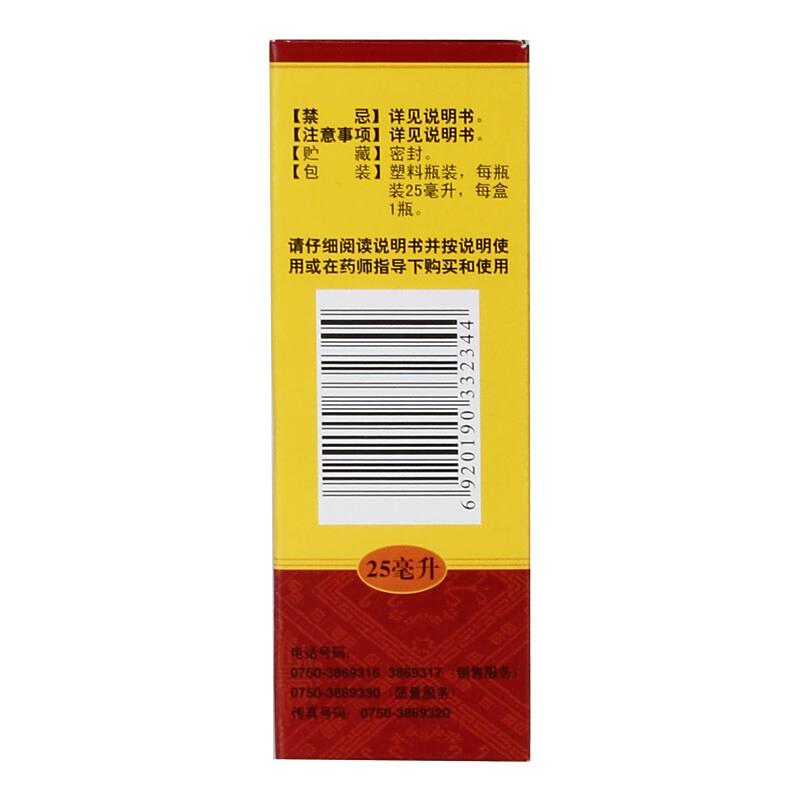 【禁　　忌】详见说明书。
【注意事项】详见说明书。
【贮　　藏】密封。
【包　　装】塑料瓶装，每瓶
装25毫升，每盒
1瓶。
请仔细阅读说明书并按说明使
用或在药师指导下购买和使用
6 920190 332344
25毫升
电话号码：
0750-3869316 3869317（销售服务）
0750-3869330（质量服务）
传真号码：0750-3869320